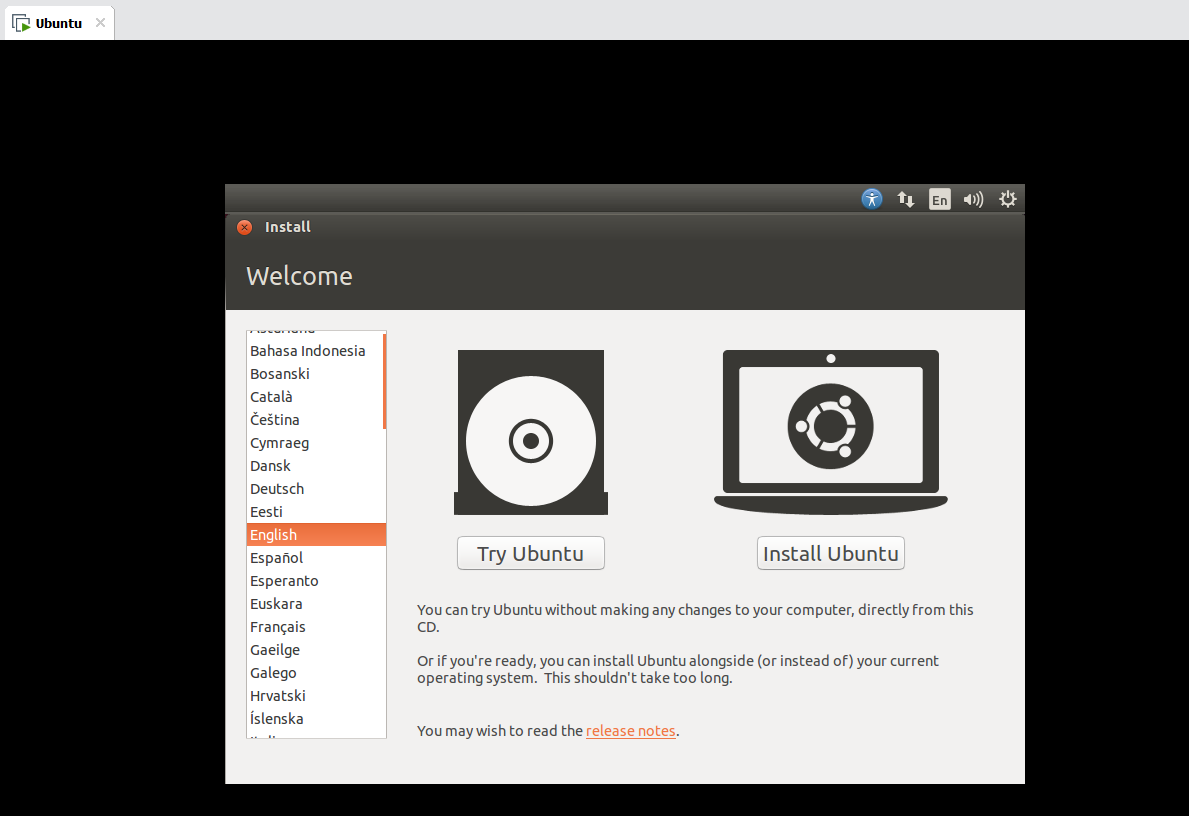 Ubuntu
En
Install
Welcome
Bahasa Indonesia
Bosanski
Català
Čeština
Cymraeg
Dansk
Deutsch
Eesti
English
Español
Esperanto
Euskara
Français
Gaeilge
Galego
Hrvatski
Íslenska
Try Ubuntu
Install Ubuntu
You can try Ubuntu without making any changes to your computer, directly from this
CD.
Or if you're ready, you can install Ubuntu alongside (or instead of) your current
operating system.  This shouldn't take too long.
You may wish to read the release notes.